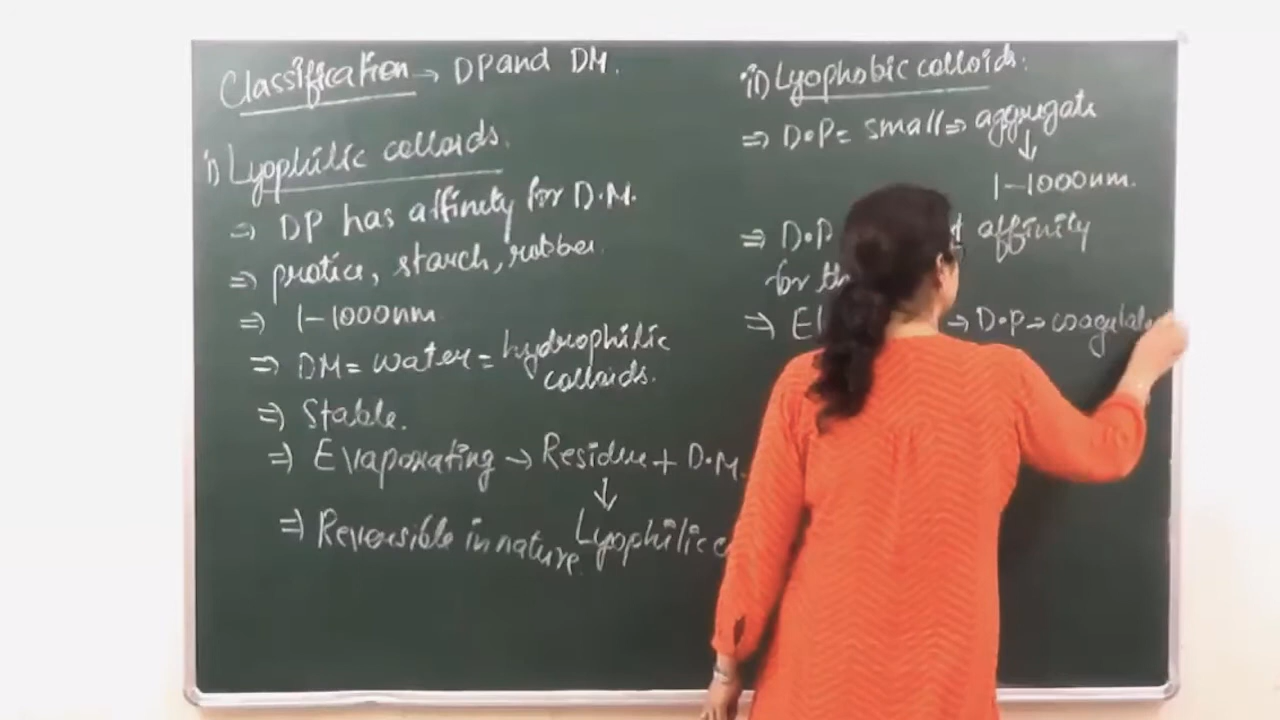 Classification → DP and DM.
i) Lyophilic colloids.
⇒ DP has affinity for D.M.
⇒ protice, starch, rubber.
⇒ 1-1000nm
⇒ DM = water = hydrophilic
colloids.
⇒ Stable.
⇒ Evaporating → Residue + D.M.
↓
⇒ Reversible in nature. Lyophilic c
ii) Lyophobic colloids:
⇒ D.P = small ⇒ aggregate
↓
1-1000nm.
⇒ D.P affinity
for th
⇒ El → D.P → coagulate